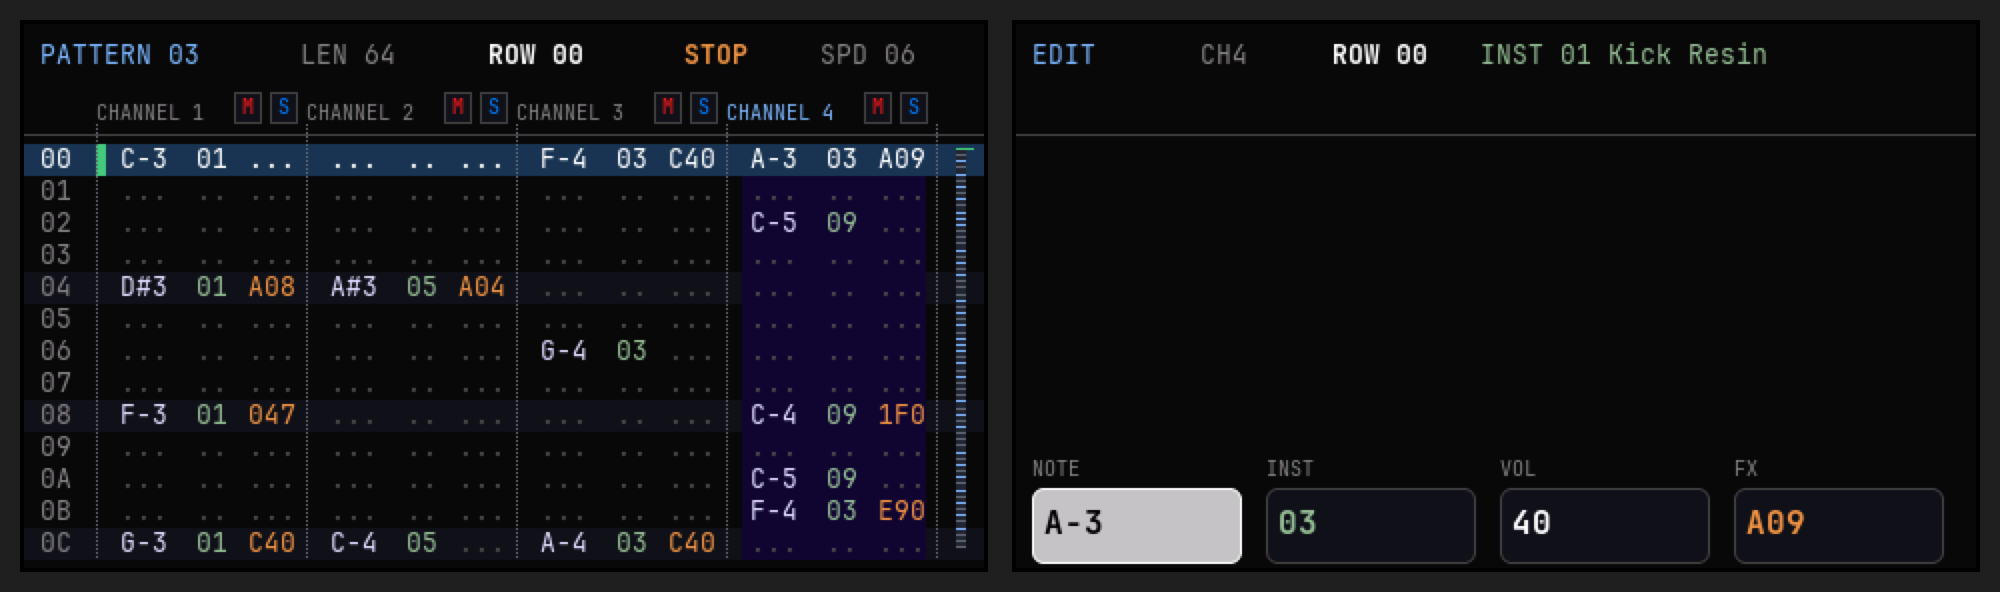 PATTERN 03 LEN 64 ROW 00 STOP SPD 06
CHANNEL 1 M S CHANNEL 2 M S CHANNEL 3 M S CHANNEL 4 M S
00 C-3 01 ... ... .. ... F-4 03 C40 A-3 03 A09
01 ... .. ... ... .. ... ... .. ... ... .. ...
02 ... .. ... ... .. ... ... .. ... C-5 09 ...
03 ... .. ... ... .. ... ... .. ... ... .. ...
04 D#3 01 A08 A#3 05 A04 ... .. ... ... .. ...
05 ... .. ... ... .. ... ... .. ... ... .. ...
06 ... .. ... ... .. ... G-4 03 ... ... .. ...
07 ... .. ... ... .. ... ... .. ... ... .. ...
08 F-3 01 047 ... .. ... ... .. ... C-4 09 1F0
09 ... .. ... ... .. ... ... .. ... ... .. ...
0A ... .. ... ... .. ... ... .. ... C-5 09 ...
0B ... .. ... ... .. ... ... .. ... F-4 03 E90
0C G-3 01 C40 C-4 05 ... A-4 03 C40 ... .. ...
EDIT CH4 ROW 00 INST 01 Kick Resin
NOTE INST VOL FX
A-3 03 40 A09